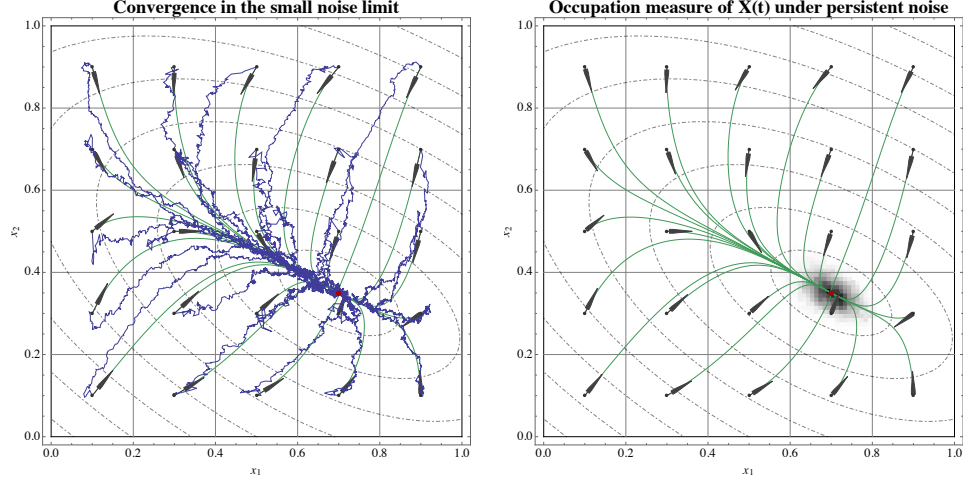 Convergence in the small noise limit
1.0
0.8
0.6
0.4
0.2
0.0
x₂
0.0 0.2 0.4 0.6 0.8 1.0
x₁
Occupation measure of X(t) under persistent noise
1.0
0.8
0.6
0.4
0.2
0.0
x₂
0.0 0.2 0.4 0.6 0.8 1.0
x₁